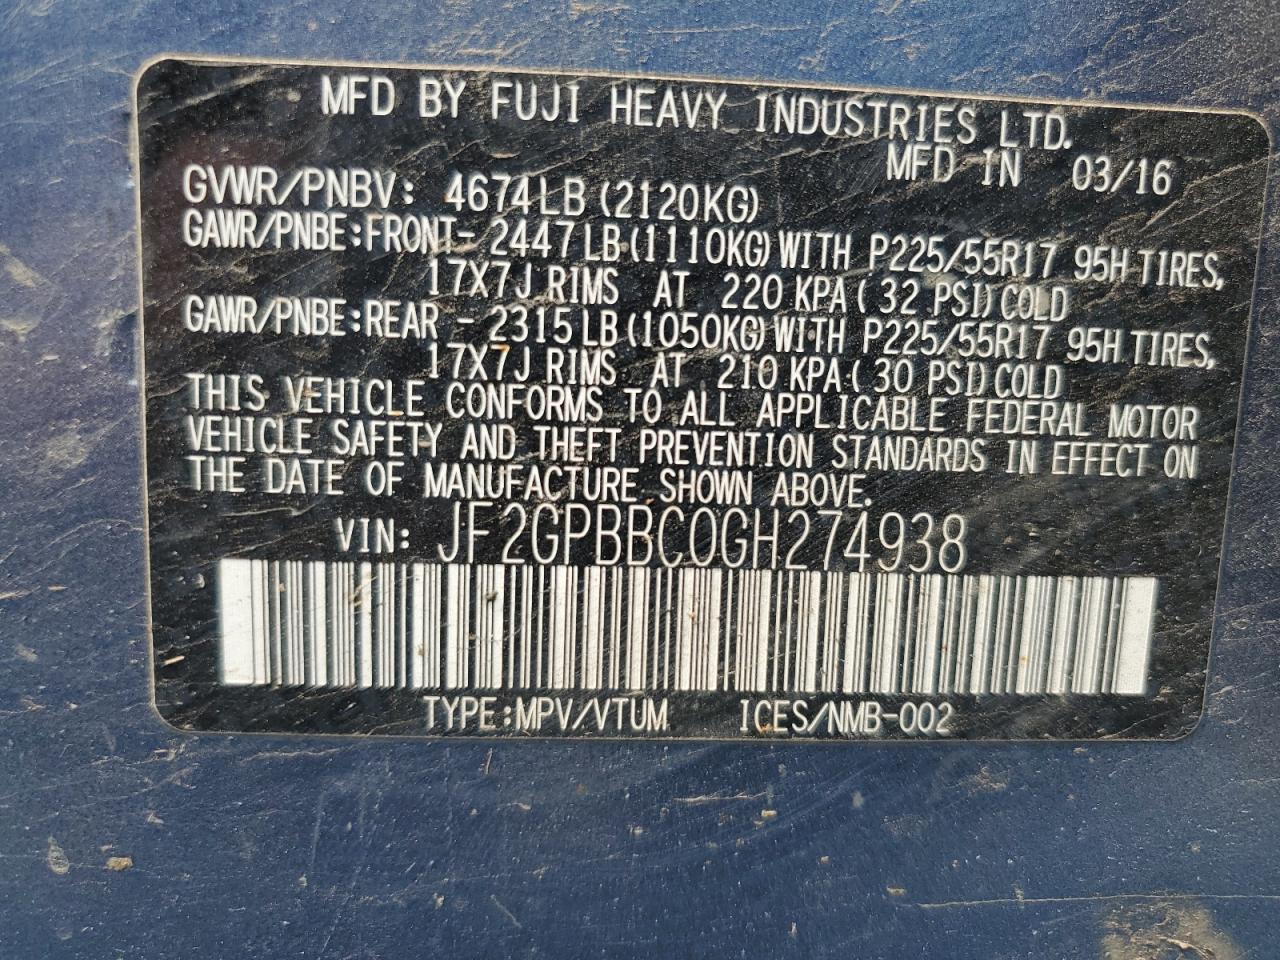 MFD BY FUJI HEAVY INDUSTRIES LTD.
MFD IN 03/16
GVWR/PNBV: 4674LB (2120KG)
GAWR/PNBE:FRONT- 2447LB(1110KG)WITH P225/55R17 95H TIRES,
17X7J RIMS AT 220 KPA( 32 PSI)COLD
GAWR/PNBE:REAR - 2315LB(1050KG)WITH P225/55R17 95H TIRES,
17X7J RIMS AT 210 KPA( 30 PSI)COLD
THIS VEHICLE CONFORMS TO ALL APPLICABLE FEDERAL MOTOR
VEHICLE SAFETY AND THEFT PREVENTION STANDARDS IN EFFECT ON
THE DATE OF MANUFACTURE SHOWN ABOVE.
VIN: JF2GPBBC0GH274938
TYPE:MPV/VTUM ICES/NMB-002